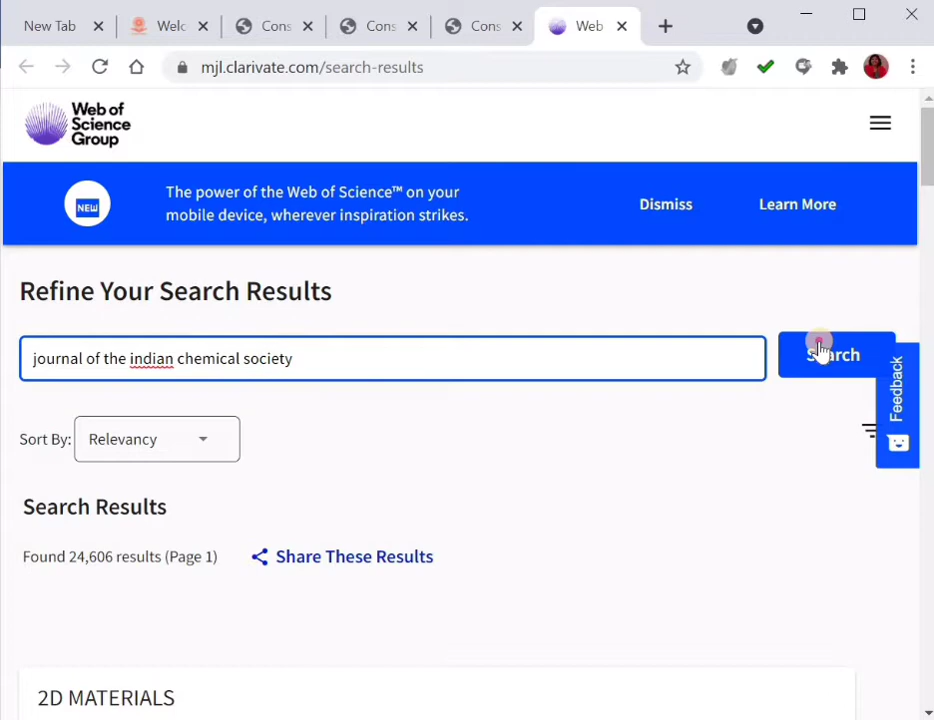 New Tab
Welc
Cons
Cons
Cons
Web
mjl.clarivate.com/search-results
Web of
Science
Group
NEW
The power of the Web of Science™ on your
mobile device, wherever inspiration strikes.
Dismiss
Learn More
Refine Your Search Results
journal of the indian chemical society
Search
Feedback
Sort By:
Relevancy
Search Results
Found 24,606 results (Page 1)
Share These Results
2D MATERIALS